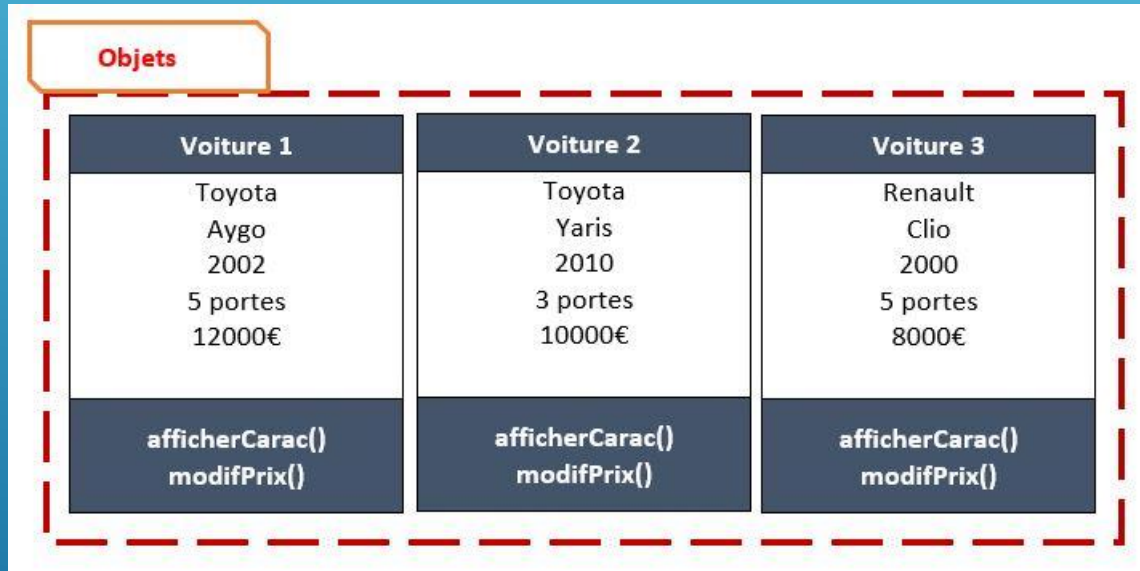 Objets
Voiture 1
Toyota
Aygo
2002
5 portes
12000€
afficherCarac()
modifPrix()
Voiture 2
Toyota
Yaris
2010
3 portes
10000€
afficherCarac()
modifPrix()
Voiture 3
Renault
Clio
2000
5 portes
8000€
afficherCarac()
modifPrix()